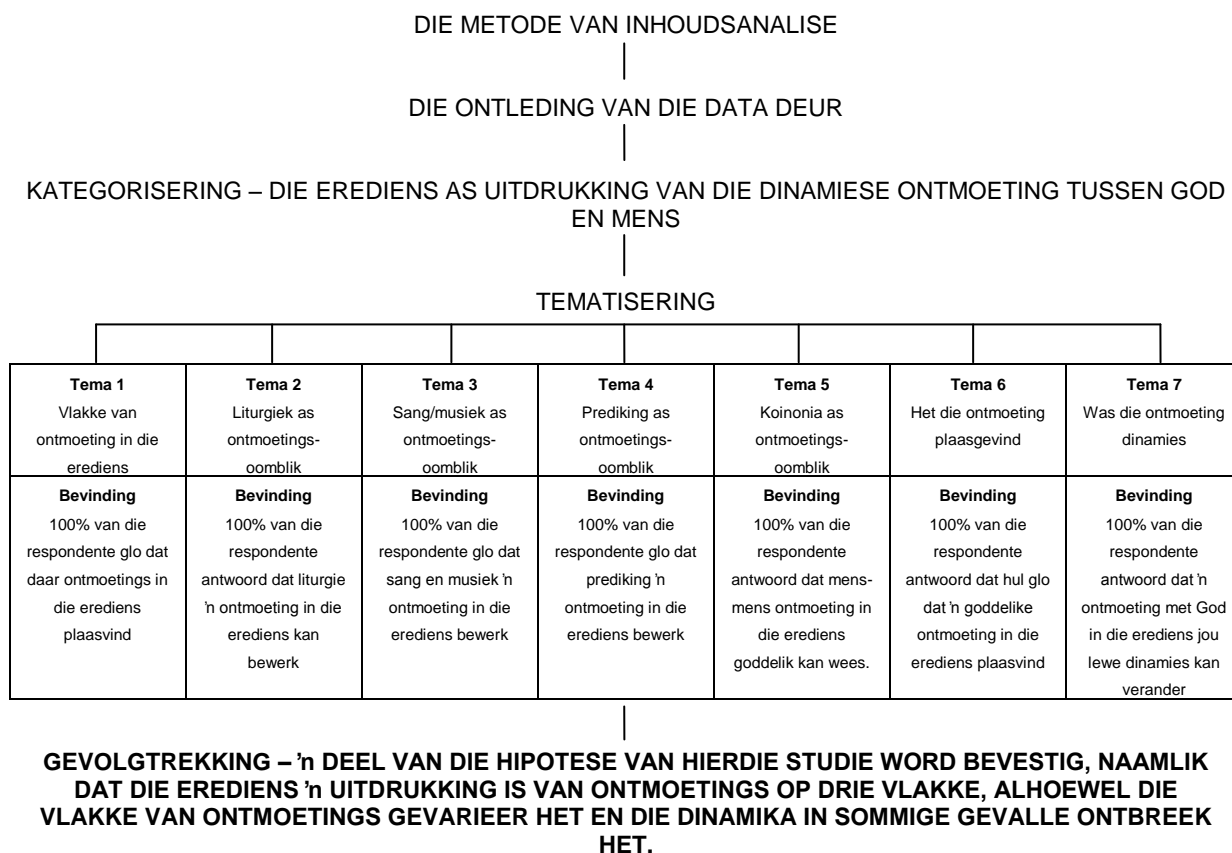 DIE METODE VAN INHOUDSANALISE
DIE ONTLEDING VAN DIE DATA DEUR
KATEGORISERING – DIE EREDIENS AS UITDRUKKING VAN DIE DINAMIESE ONTMOETING TUSSEN GOD
EN MENS
TEMATISERING
Tema 1
Vlakke van
ontmoeting in die
erediens
Tema 2
Liturgiek as
ontmoetings-
oomblik
Tema 3
Sang/musiek as
ontmoetings-
oomblik
Tema 4
Prediking as
ontmoetings-
oomblik
Tema 5
Koinonia as
ontmoetings-
oomblik
Tema 6
Het die ontmoeting
plaasgevind
Tema 7
Was die ontmoeting
dinamies
Bevinding
100% van die
respondente glo dat
daar ontmoetings in
die erediens
plaasvind
Bevinding
100% van die
respondente
antwoord dat liturgie
'n ontmoeting in die
erediens kan
bewerk
Bevinding
100% van die
respondente glo dat
sang en musiek 'n
ontmoeting in die
erediens bewerk
Bevinding
100% van die
respondente glo dat
prediking 'n
ontmoeting in die
erediens bewerk
Bevinding
100% van die
respondente
antwoord dat mens-
mens ontmoeting in
die erediens
goddelik kan wees.
Bevinding
100% van die
respondente
antwoord dat hul glo
dat 'n goddelike
ontmoeting in die
erediens plaasvind
Bevinding
100% van die
respondente
antwoord dat 'n
ontmoeting met God
in die erediens jou
lewe dinamies kan
verander
GEVOLGTREKKING – 'n DEEL VAN DIE HIPOTESE VAN HIERDIE STUDIE WORD BEVESTIG, NAAMLIK
DAT DIE EREDIENS 'n UITDRUKKING IS VAN ONTMOETINGS OP DRIE VLAKKE, ALHOEWEL DIE
VLAKKE VAN ONTMOETINGS GEVARIEER HET EN DIE DINAMIKA IN SOMMIGE GEVALLE ONTBREEK
HET.